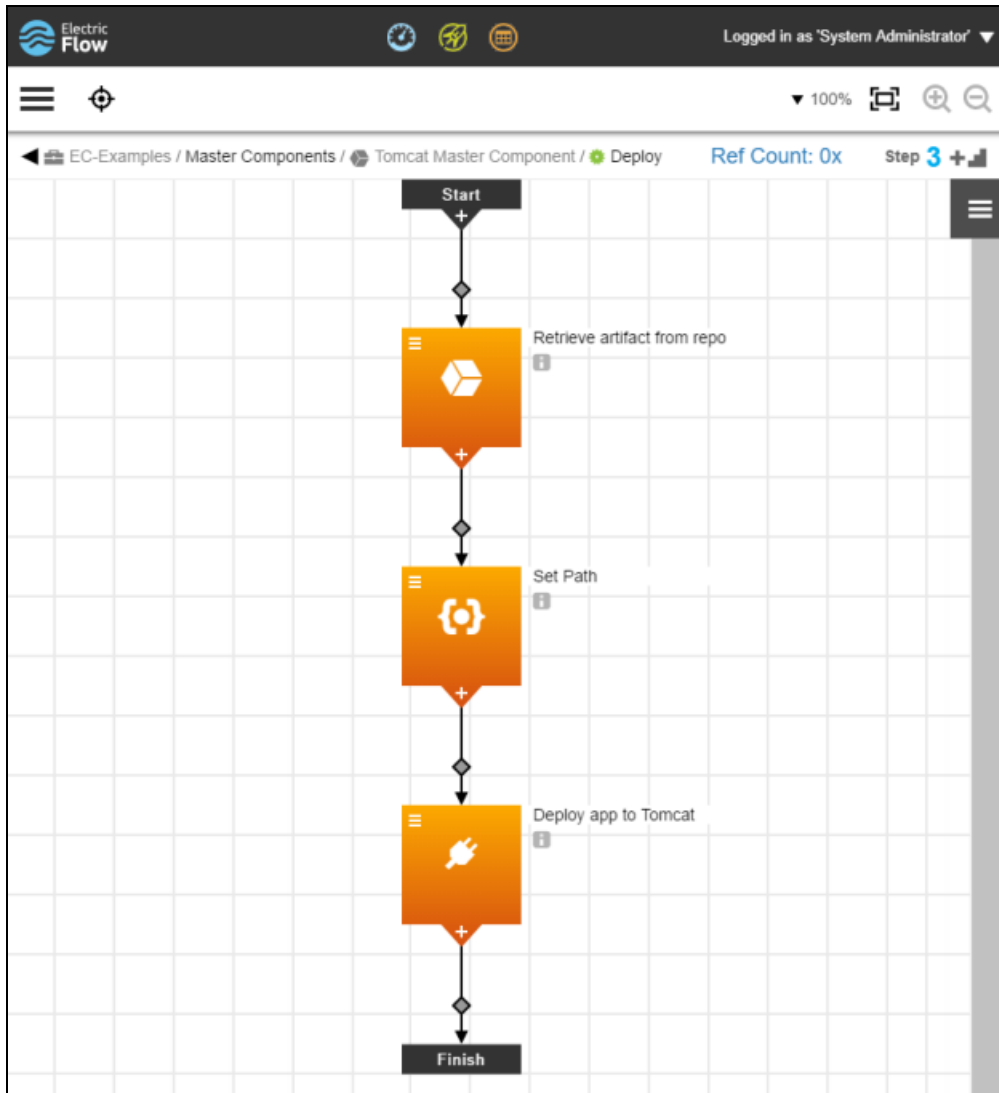 Electric
Flow
Logged in as 'System Administrator'
100%
EC-Examples / Master Components / Tomcat Master Component / Deploy
Ref Count: 0x
Step 3
Start
Retrieve artifact from repo
Set Path
Deploy app to Tomcat
Finish